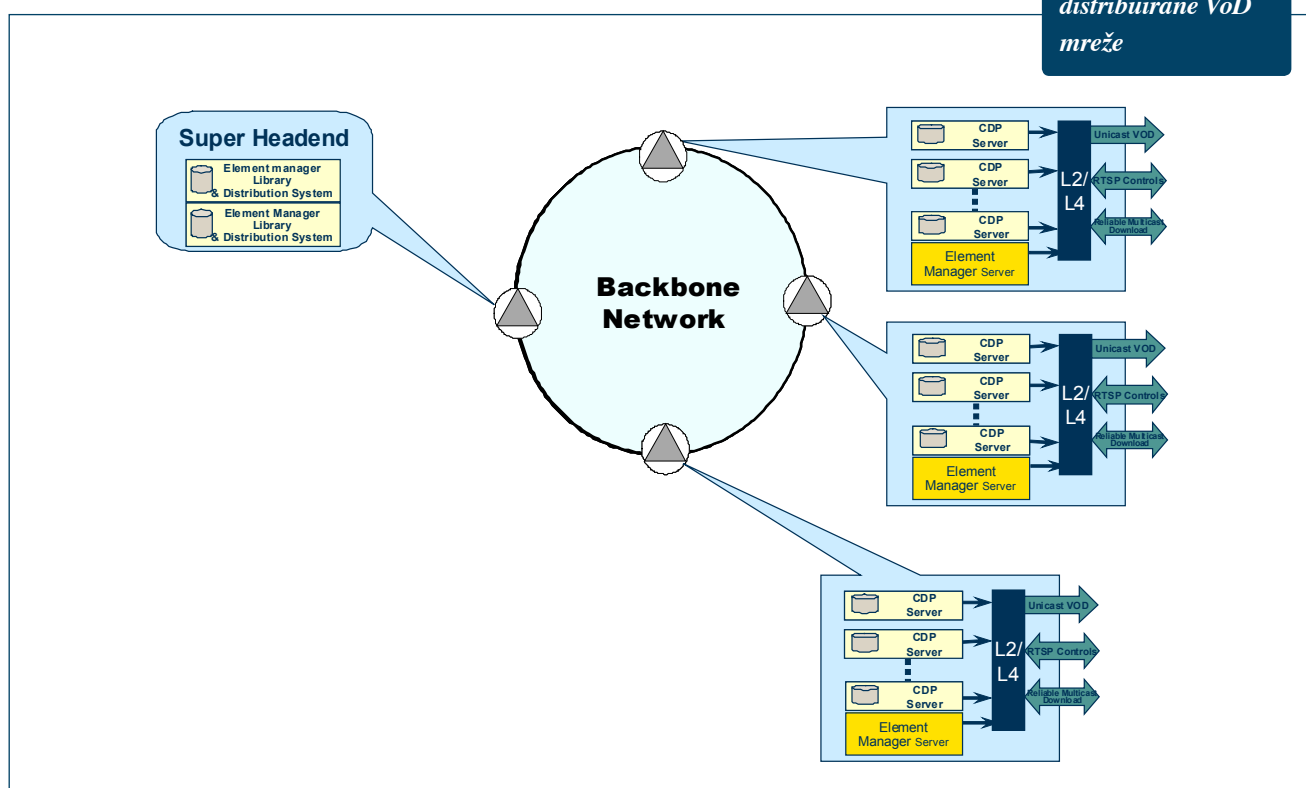 distribuirane VoD
mreže
Super Headend
Element manager
Library
& Distribution System
Element Manager
Library
& Distribution System
Backbone
Network
CDP
Server
CDP
Server
CDP
Server
Element
Manager Server
L2/
L4
Unicast VOD
RTSP Controls
Reliable Multicast
Download
CDP
Server
CDP
Server
CDP
Server
Element
Manager Server
L2/
L4
Unicast VOD
RTSP Controls
Reliable Multicast
Download
CDP
Server
CDP
Server
CDP
Server
Element
Manager Server
L2/
L4
Unicast VOD
RTSP Controls
Reliable Multicast
Download